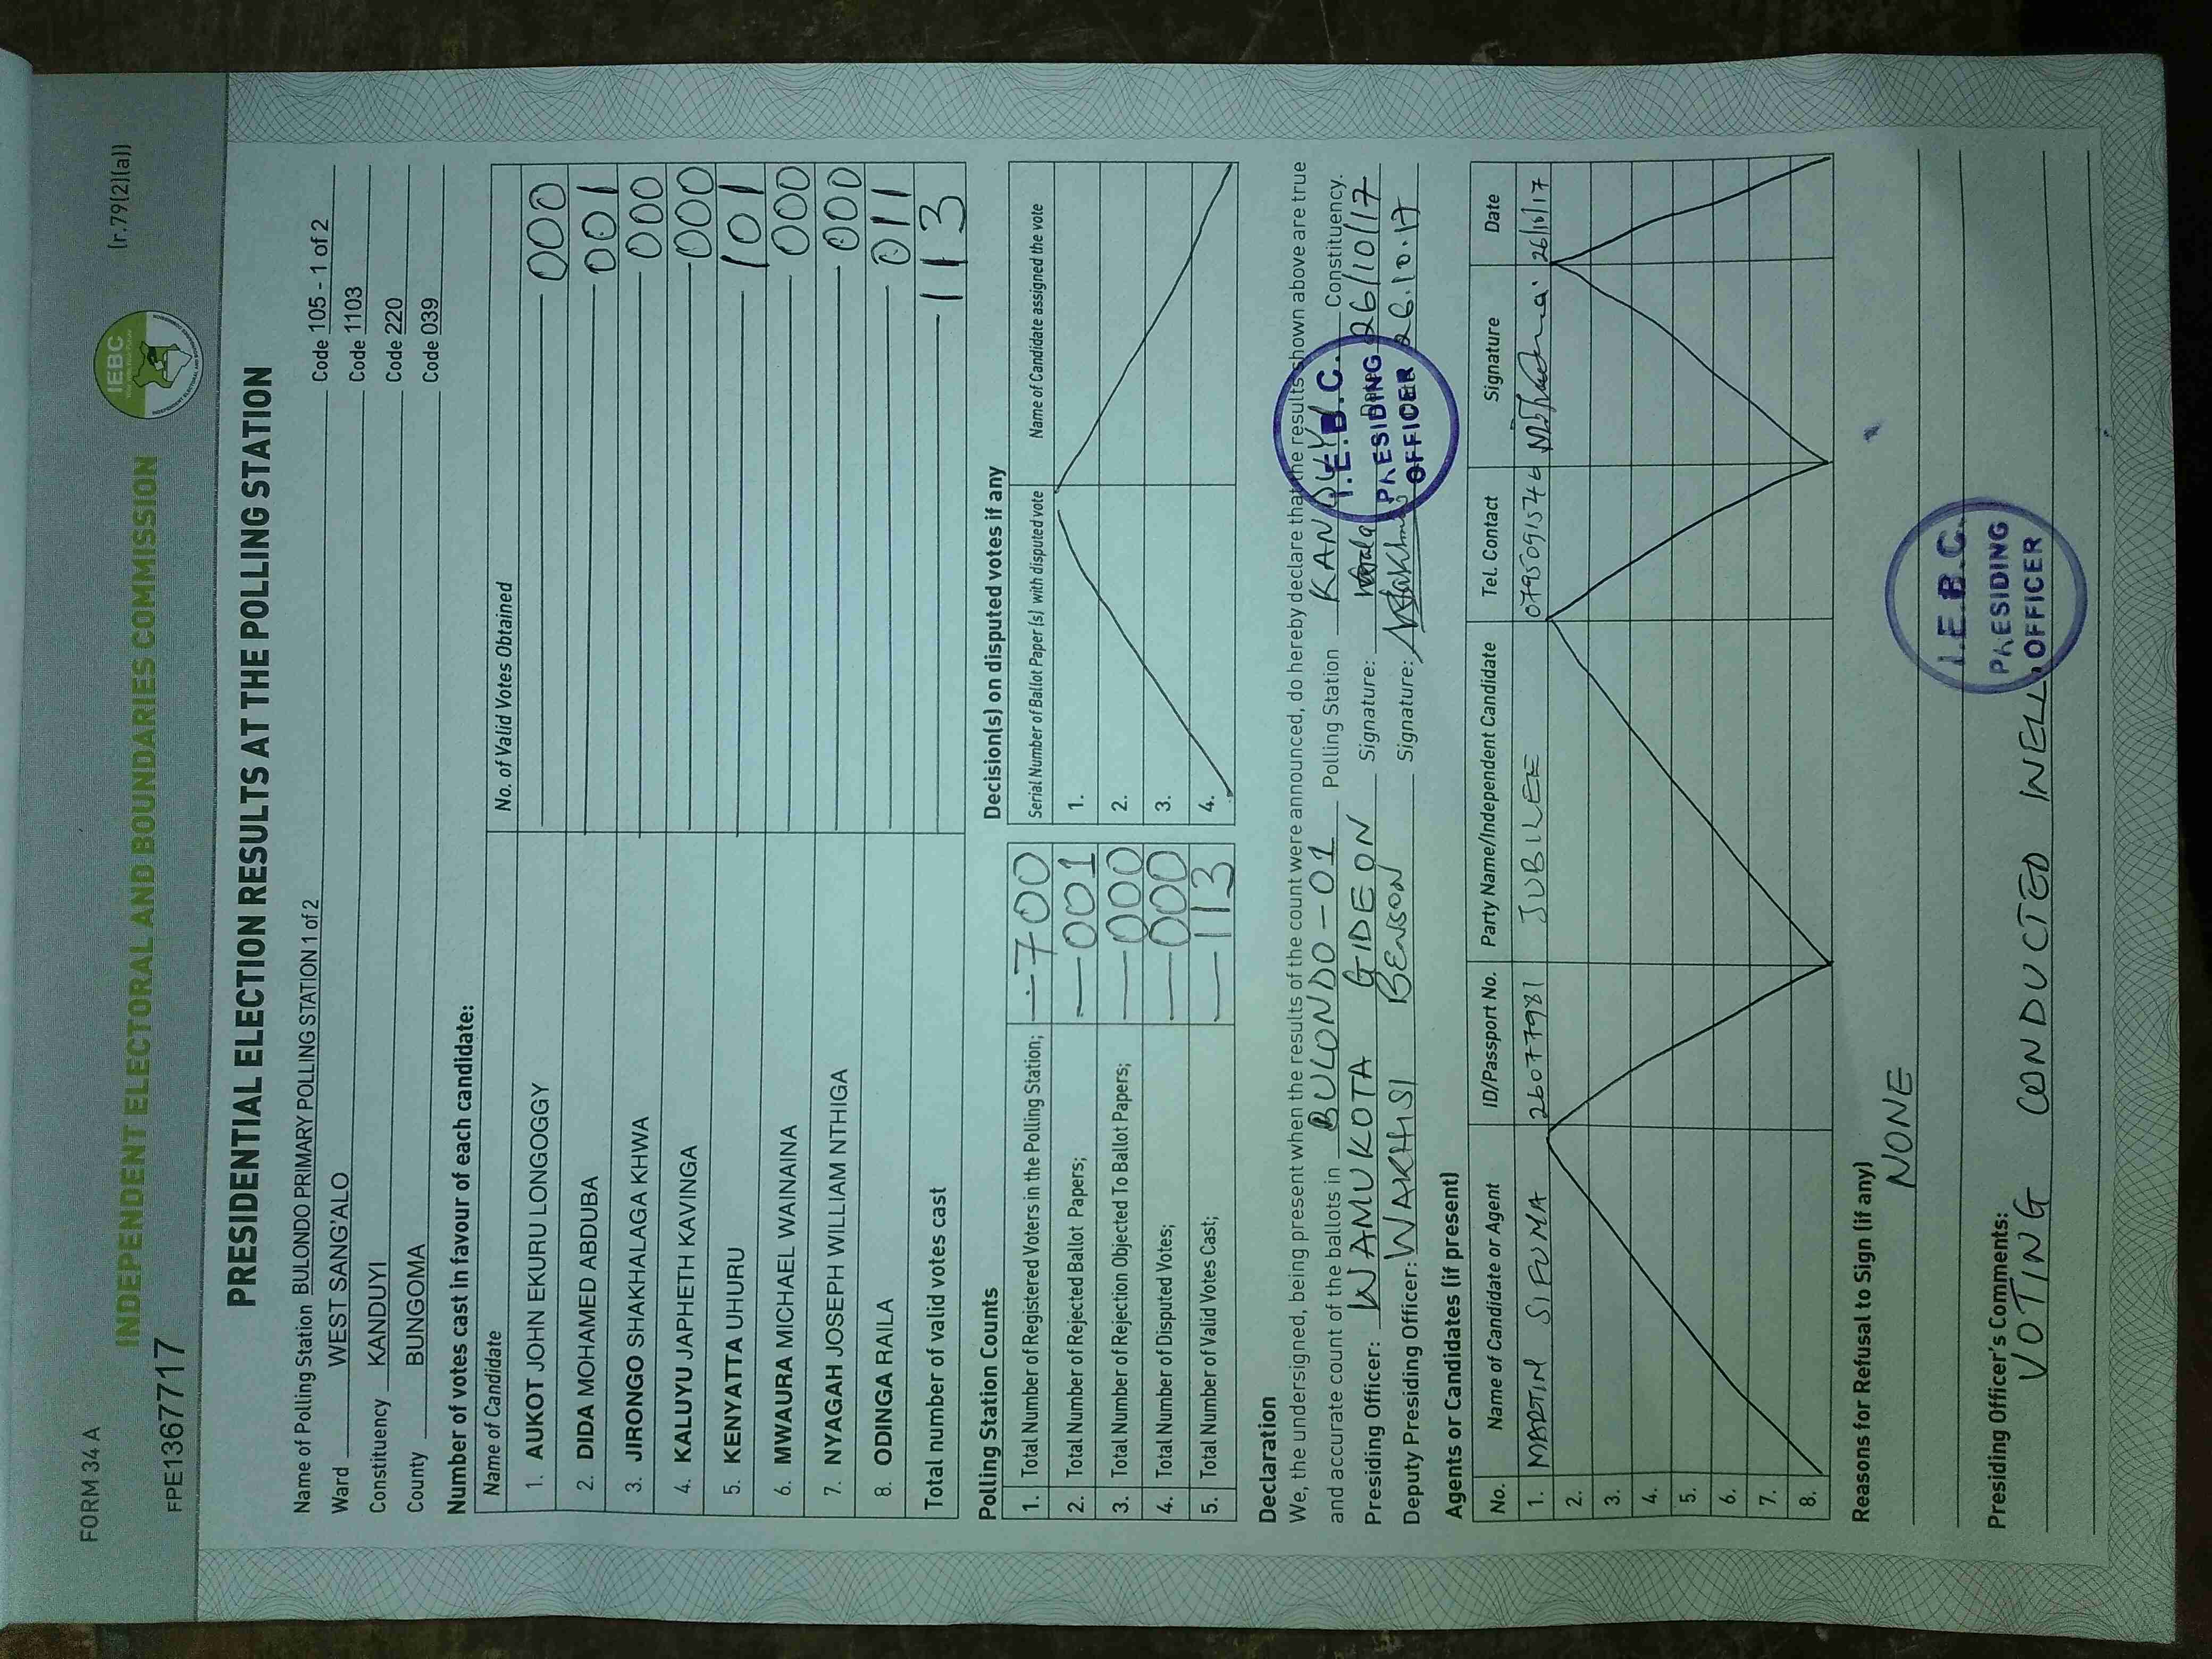 FORM 34 A
INDEPENDENT ELECTORAL AND BOUNDARIES COMMISSION
IEBC
(r.79(2)(a))
FPE1367717
PRESIDENTIAL ELECTION RESULTS AT THE POLLING STATION
Name of Polling Station BULONDO PRIMARY POLLING STATION 1 of 2 Code 105 - 1 of 2
Ward WEST SANG'ALO Code 1103
Constituency KANDUYI Code 220
County BUNGOMA Code 039
Number of votes cast in favour of each candidate:
Name of Candidate No. of Valid Votes Obtained
1. AUKOT JOHN EKURU LONGOGGY 000
2. DIDA MOHAMED ABDUBA 001
3. JIRONGO SHAKHALAGA KHWA 000
4. KALUYU JAPHETH KAVINGA 000
5. KENYATTA UHURU 101
6. MWAURA MICHAEL WAINAINA 000
7. NYAGAH JOSEPH WILLIAM NTHIGA 000
8. ODINGA RAILA 011
Total number of valid votes cast 113
Polling Station Counts
1. Total Number of Registered Voters in the Polling Station; 700
2. Total Number of Rejected Ballot Papers; 001
3. Total Number of Rejection Objected To Ballot Papers; 000
4. Total Number of Disputed Votes; 000
5. Total Number of Valid Votes Cast; 113
Decision(s) on disputed votes if any
Serial Number of Ballot Paper (s) with disputed vote Name of Candidate assigned the vote
1.
2.
3.
4.
Declaration
We, the undersigned, being present when the results of the count were announced, do hereby declare that the results shown above are true
and accurate count of the ballots in BULONDO - 01 Polling Station KANDUYI Constituency.
Presiding Officer: WAMUKOTA GIDEON Signature: Date: 26/10/17
Deputy Presiding Officer: WAKHISI BENSON Signature: 26.10.17
I.E.B.C.
PRESIDING
OFFICER
Agents or Candidates (if present)
No. Name of Candidate or Agent ID/Passport No. Party Name/Independent Candidate Tel. Contact Signature Date
1. MARTIN SIFUMA 26077981 JUBILEE 0795091546 26/10/17
2.
3.
4.
5.
6.
7.
8.
Reasons for Refusal to Sign (if any)
NONE
Presiding Officer's Comments:
VOTING CONDUCTED WELL.
I.E.B.C.
PRESIDING
OFFICER